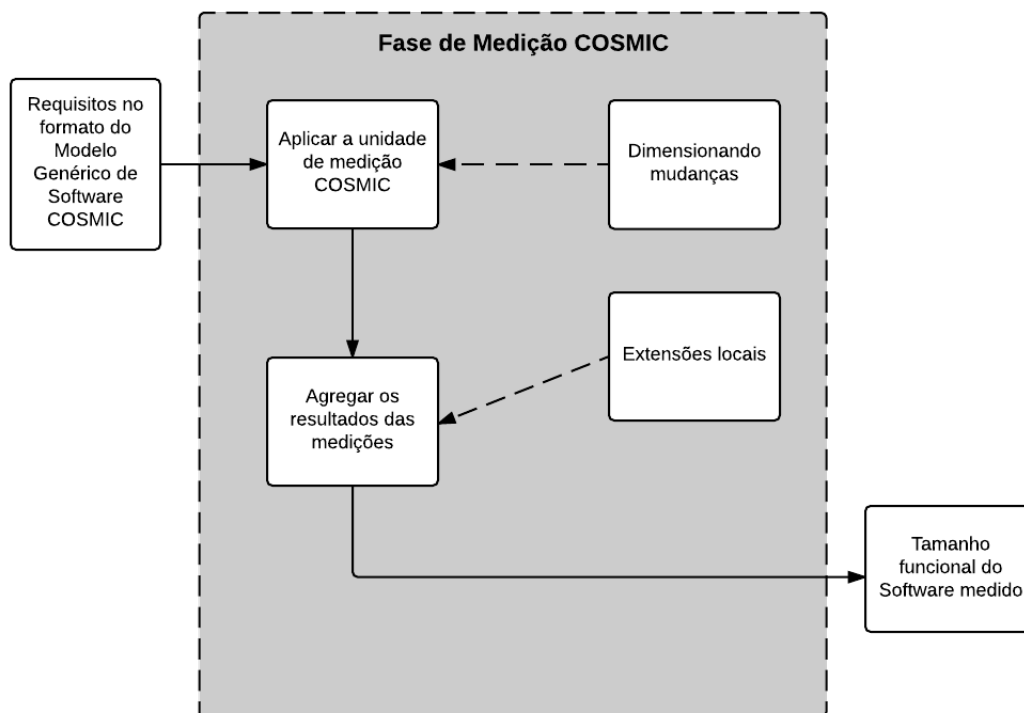 Fase de Medição COSMIC
Requisitos no
formato do
Modelo
Genérico de
Software
COSMIC
Aplicar a unidade
de medição
COSMIC
Dimensionando
mudanças
Extensões locais
Agregar os
resultados das
medições
Tamanho
funcional do
Software medido